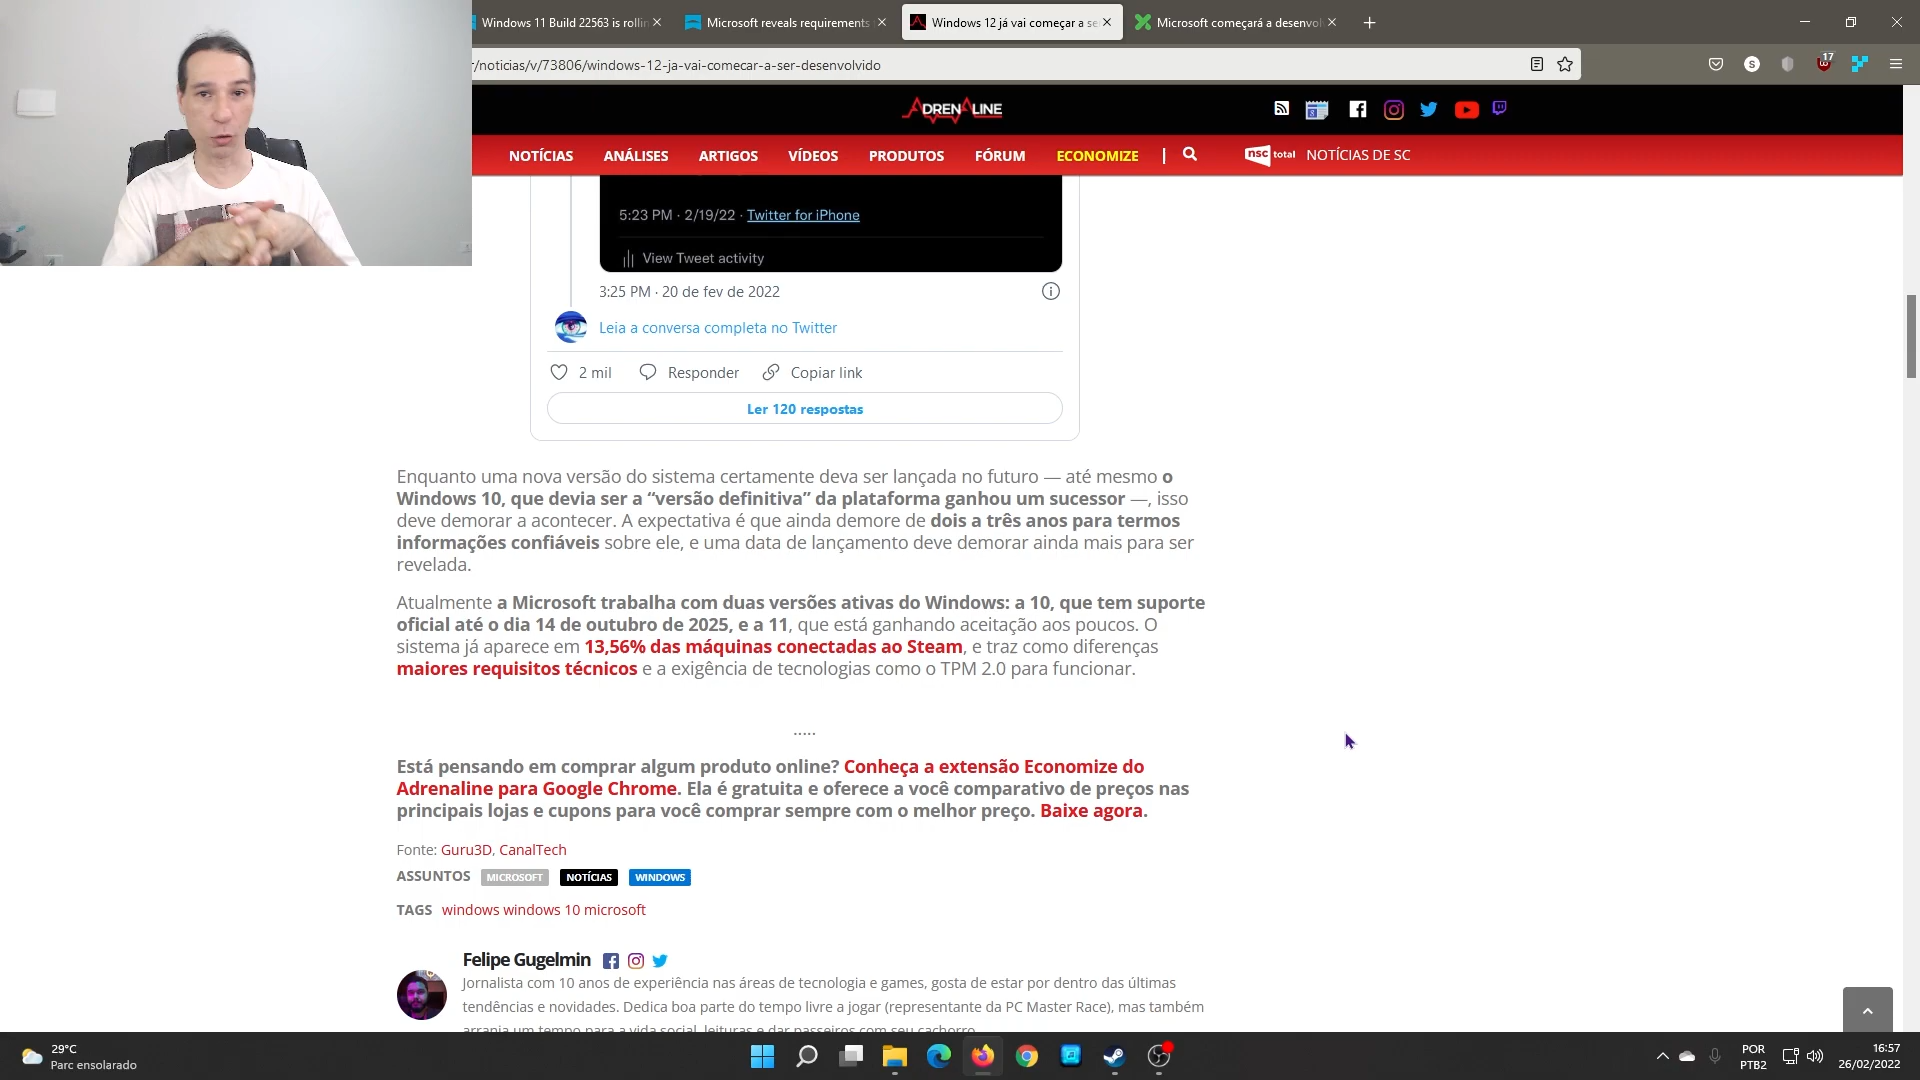 Windows 11 Build 22563 is rollin
Microsoft reveals requirements
Windows 12 já vai começar a se
Microsoft começará a desenvol
/noticias/v/73806/windows-12-ja-vai-comecar-a-ser-desenvolvido
S
17
ADRENALINE
NOTÍCIAS
ANÁLISES
ARTIGOS
VÍDEOS
PRODUTOS
FÓRUM
ECONOMIZE
|
nsc total NOTÍCIAS DE SC
5:23 PM · 2/19/22 · Twitter for iPhone
View Tweet activity
3:25 PM · 20 de fev de 2022
Leia a conversa completa no Twitter
2 mil
Responder
Copiar link
Ler 120 respostas
Enquanto uma nova versão do sistema certamente deva ser lançada no futuro — até mesmo o
Windows 10, que devia ser a “versão definitiva” da plataforma ganhou um sucessor —, isso
deve demorar a acontecer. A expectativa é que ainda demore de dois a três anos para termos
informações confiáveis sobre ele, e uma data de lançamento deve demorar ainda mais para ser
revelada.
Atualmente a Microsoft trabalha com duas versões ativas do Windows: a 10, que tem suporte
oficial até o dia 14 de outubro de 2025, e a 11, que está ganhando aceitação aos poucos. O
sistema já aparece em 13,56% das máquinas conectadas ao Steam, e traz como diferenças
maiores requisitos técnicos e a exigência de tecnologias como o TPM 2.0 para funcionar.
.....
Está pensando em comprar algum produto online? Conheça a extensão Economize do
Adrenaline para Google Chrome. Ela é gratuita e oferece a você comparativo de preços nas
principais lojas e cupons para você comprar sempre com o melhor preço. Baixe agora.
Fonte: Guru3D, CanalTech
ASSUNTOS MICROSOFT NOTÍCIAS WINDOWS
TAGS windows windows 10 microsoft
Felipe Gugelmin
Jornalista com 10 anos de experiência nas áreas de tecnologia e games, gosta de estar por dentro das últimas
tendências e novidades. Dedica boa parte do tempo livre a jogar (representante da PC Master Race), mas também
arranja um tempo para a vida social, leituras e dar passeios com seu cachorro.
29°C
Parc ensolarado
POR
PTB2
16:57
26/02/2022